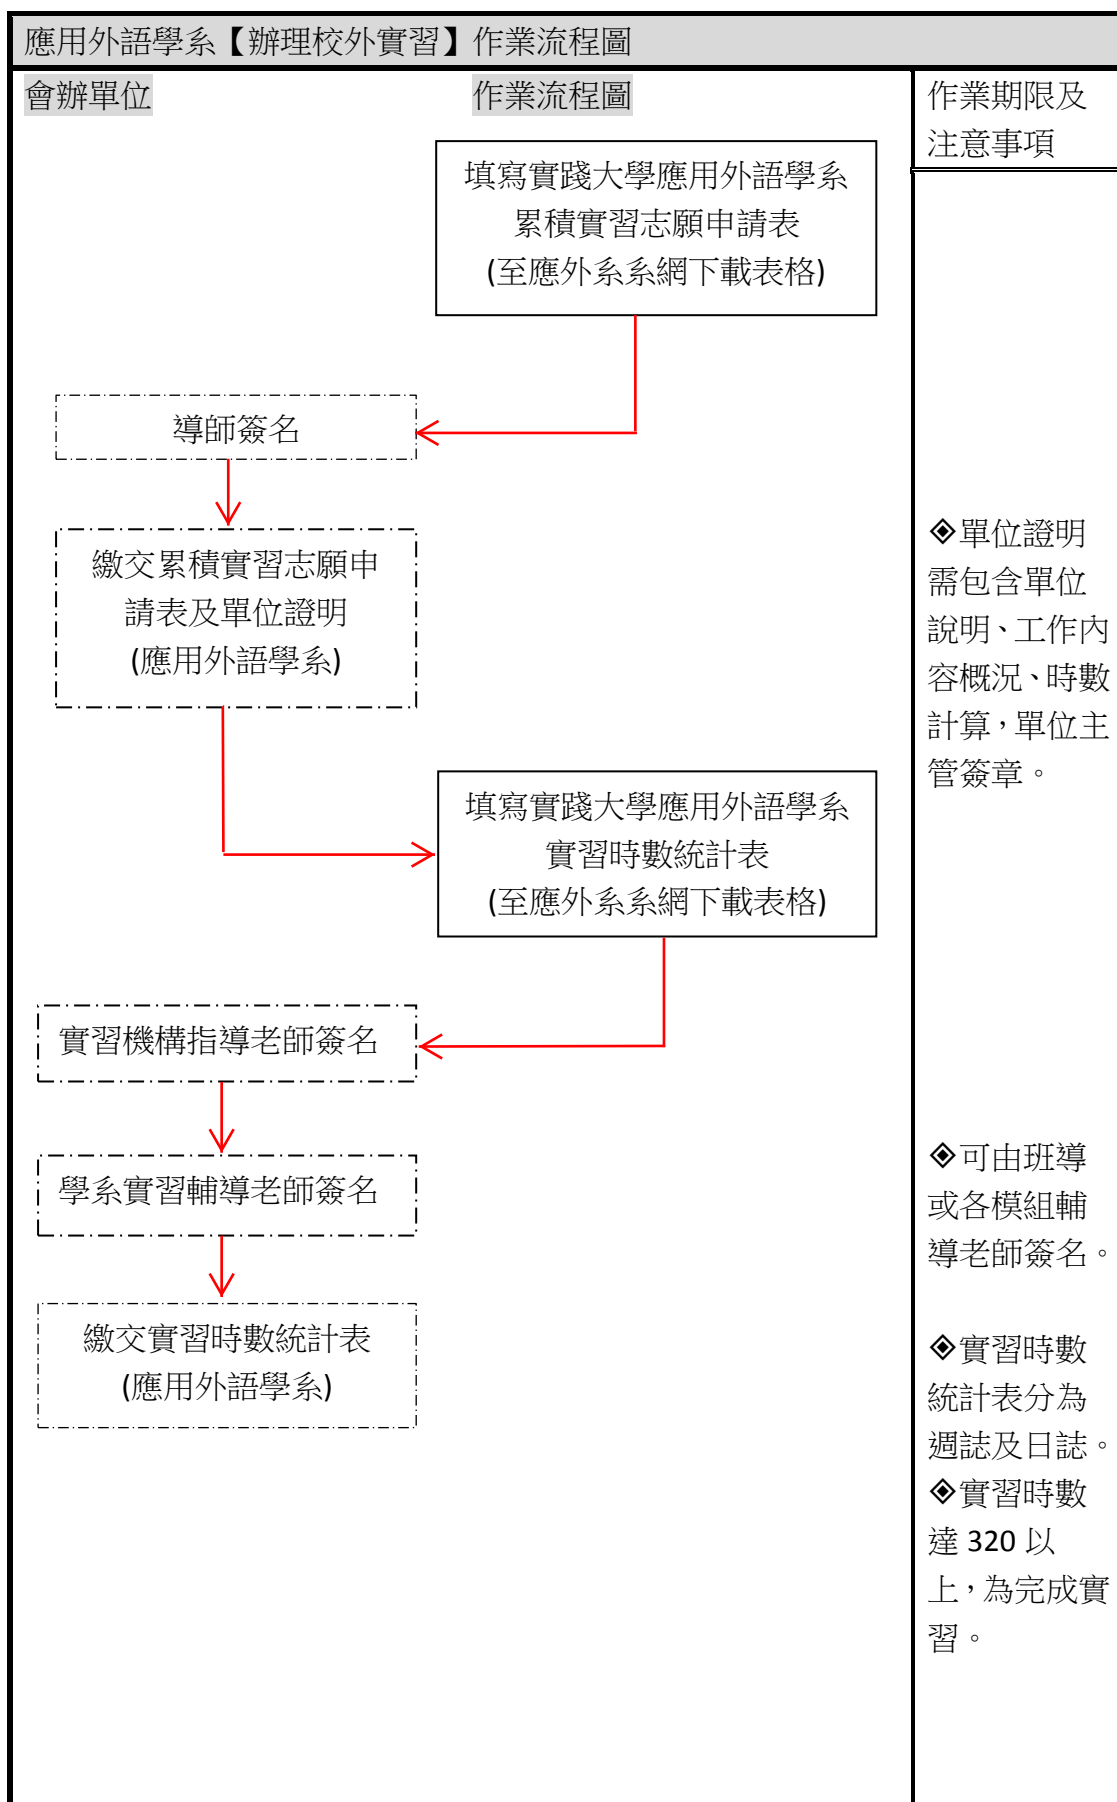 應用外語學系【辦理校外實習】作業流程圖
會辦單位
作業流程圖
作業期限及
注意事項
填寫實踐大學應用外語學系
累積實習志願申請表
(至應外系系網下載表格)
導師簽名
繳交累積實習志願申
請表及單位證明
(應用外語學系)
◈單位證明
需包含單位
說明、工作內
容概況、時數
計算，單位主
管簽章。
填寫實踐大學應用外語學系
實習時數統計表
(至應外系系網下載表格)
實習機構指導老師簽名
學系實習輔導老師簽名
◈可由班導
或各模組輔
導老師簽名。
繳交實習時數統計表
(應用外語學系)
◈實習時數
統計表分為
週誌及日誌。
◈實習時數
達 320 以
上，為完成實
習。